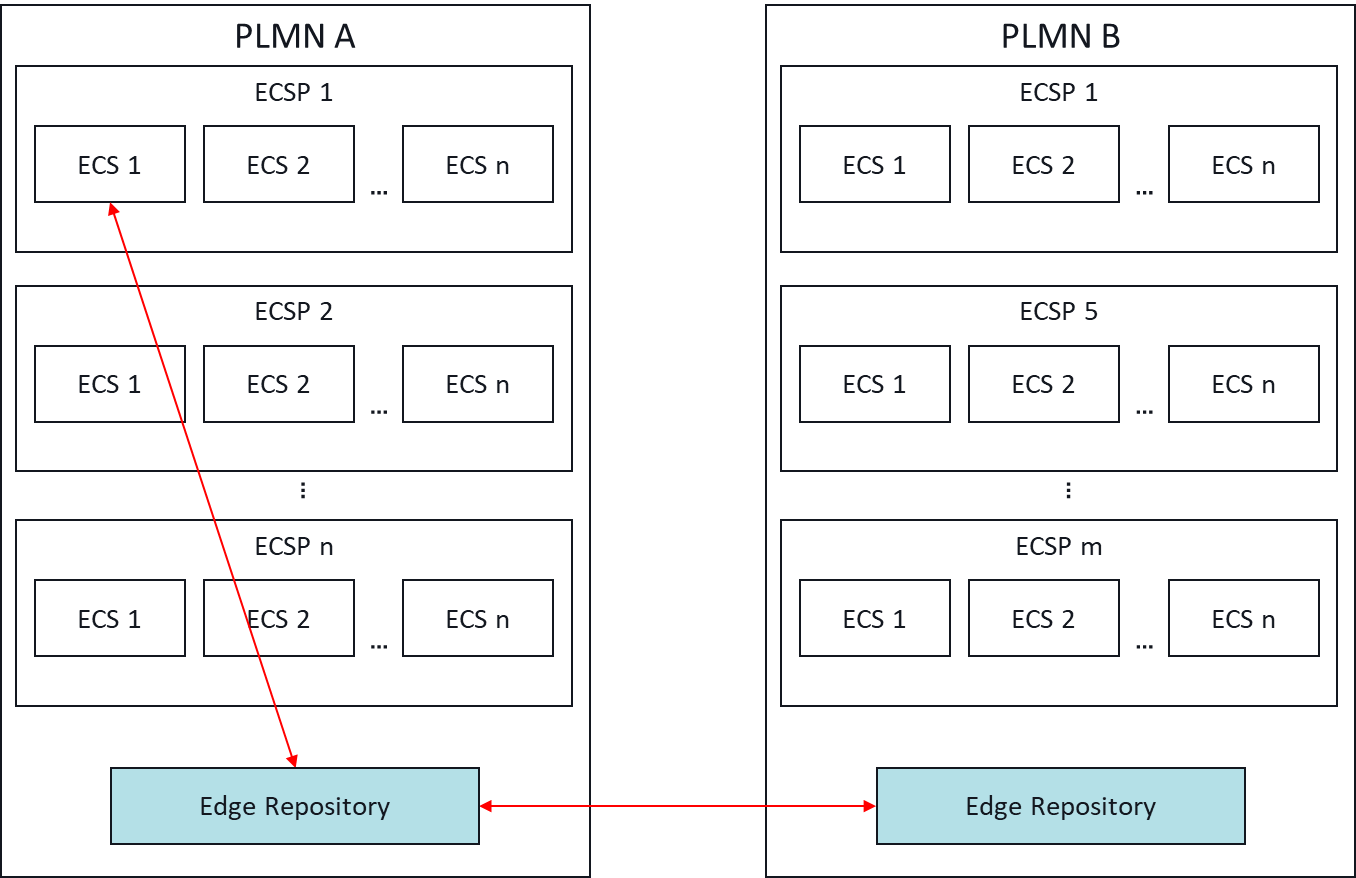 PLMN A
ECSP 1
ECS 1
ECS 2
...
ECS n
ECSP 2
ECS 1
ECS 2
...
ECS n
...
ECSP n
ECS 1
ECS 2
...
ECS n
Edge Repository
PLMN B
ECSP 1
ECS 1
ECS 2
...
ECS n
ECSP 5
ECS 1
ECS 2
...
ECS n
...
ECSP m
ECS 1
ECS 2
...
ECS n
Edge Repository